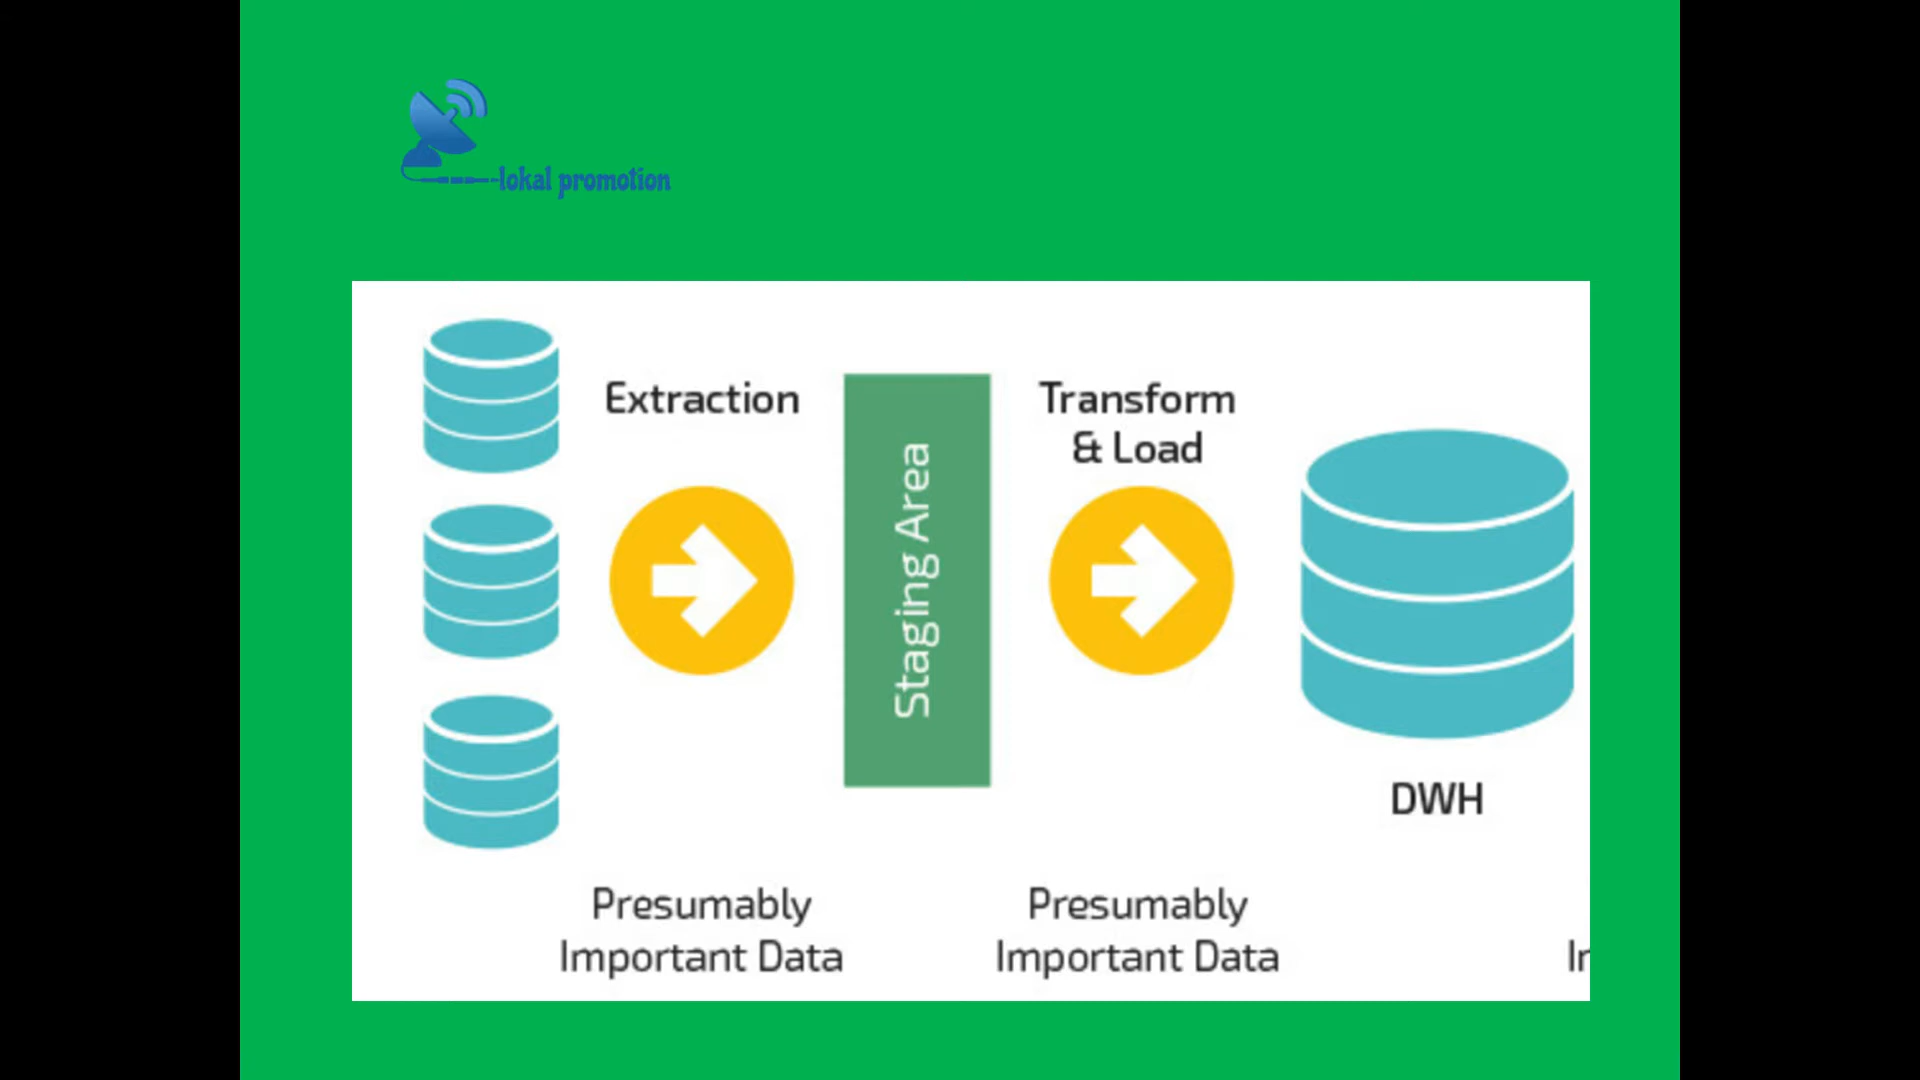 lokal promotion
Extraction
Staging Area
Transform
& Load
DWH
Presumably
Important Data
Presumably
Important Data